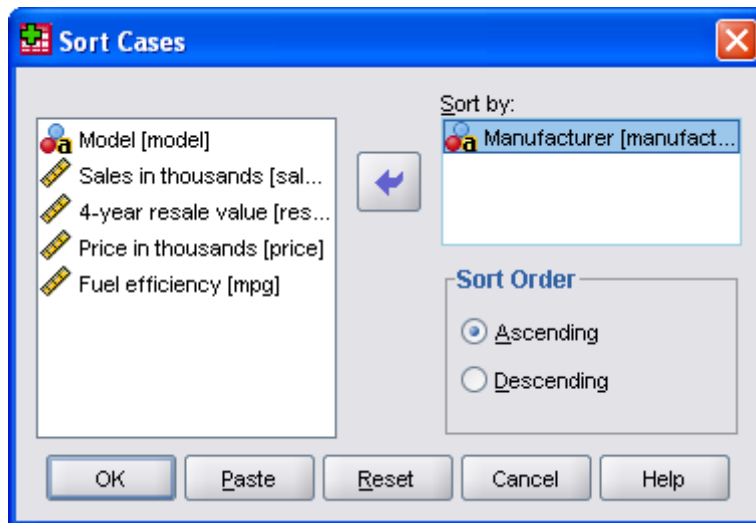 Sort Cases
Model [model]
Sales in thousands [sal...
4-year resale value [res...
Price in thousands [price]
Fuel efficiency [mpg]
Sort by:
Manufacturer [manufact...
Sort Order
Ascending
Descending
OK
Paste
Reset
Cancel
Help